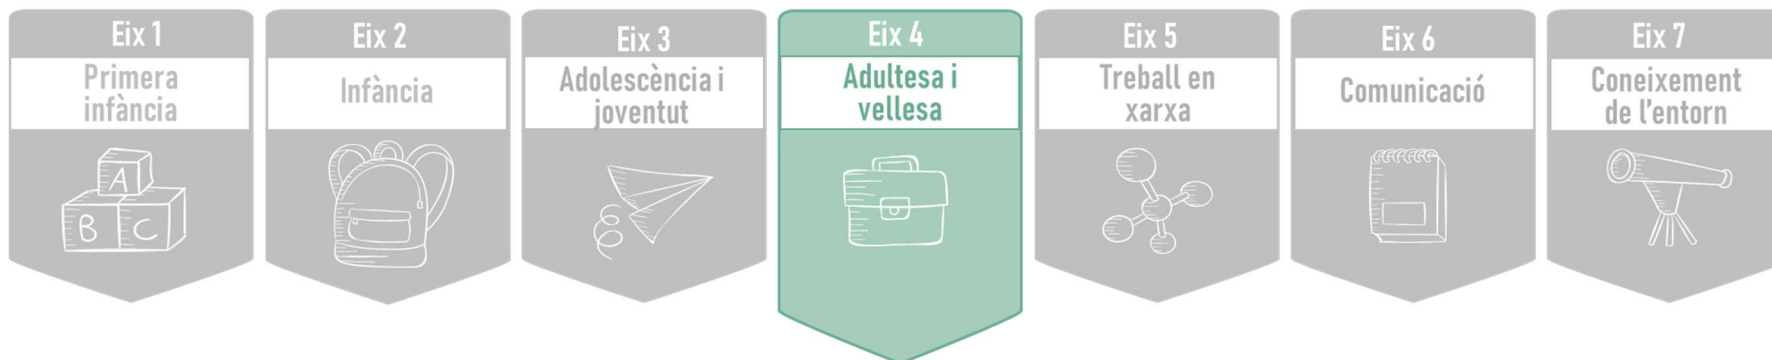 Eix 1
Primera
infància
A
B C
Eix 2
Infància
Eix 3
Adolescència i
joventut
Eix 4
Adultesa i
vellesa
Eix 5
Treball en
xarxa
Eix 6
Comunicació
Eix 7
Coneixement
de l'entorn